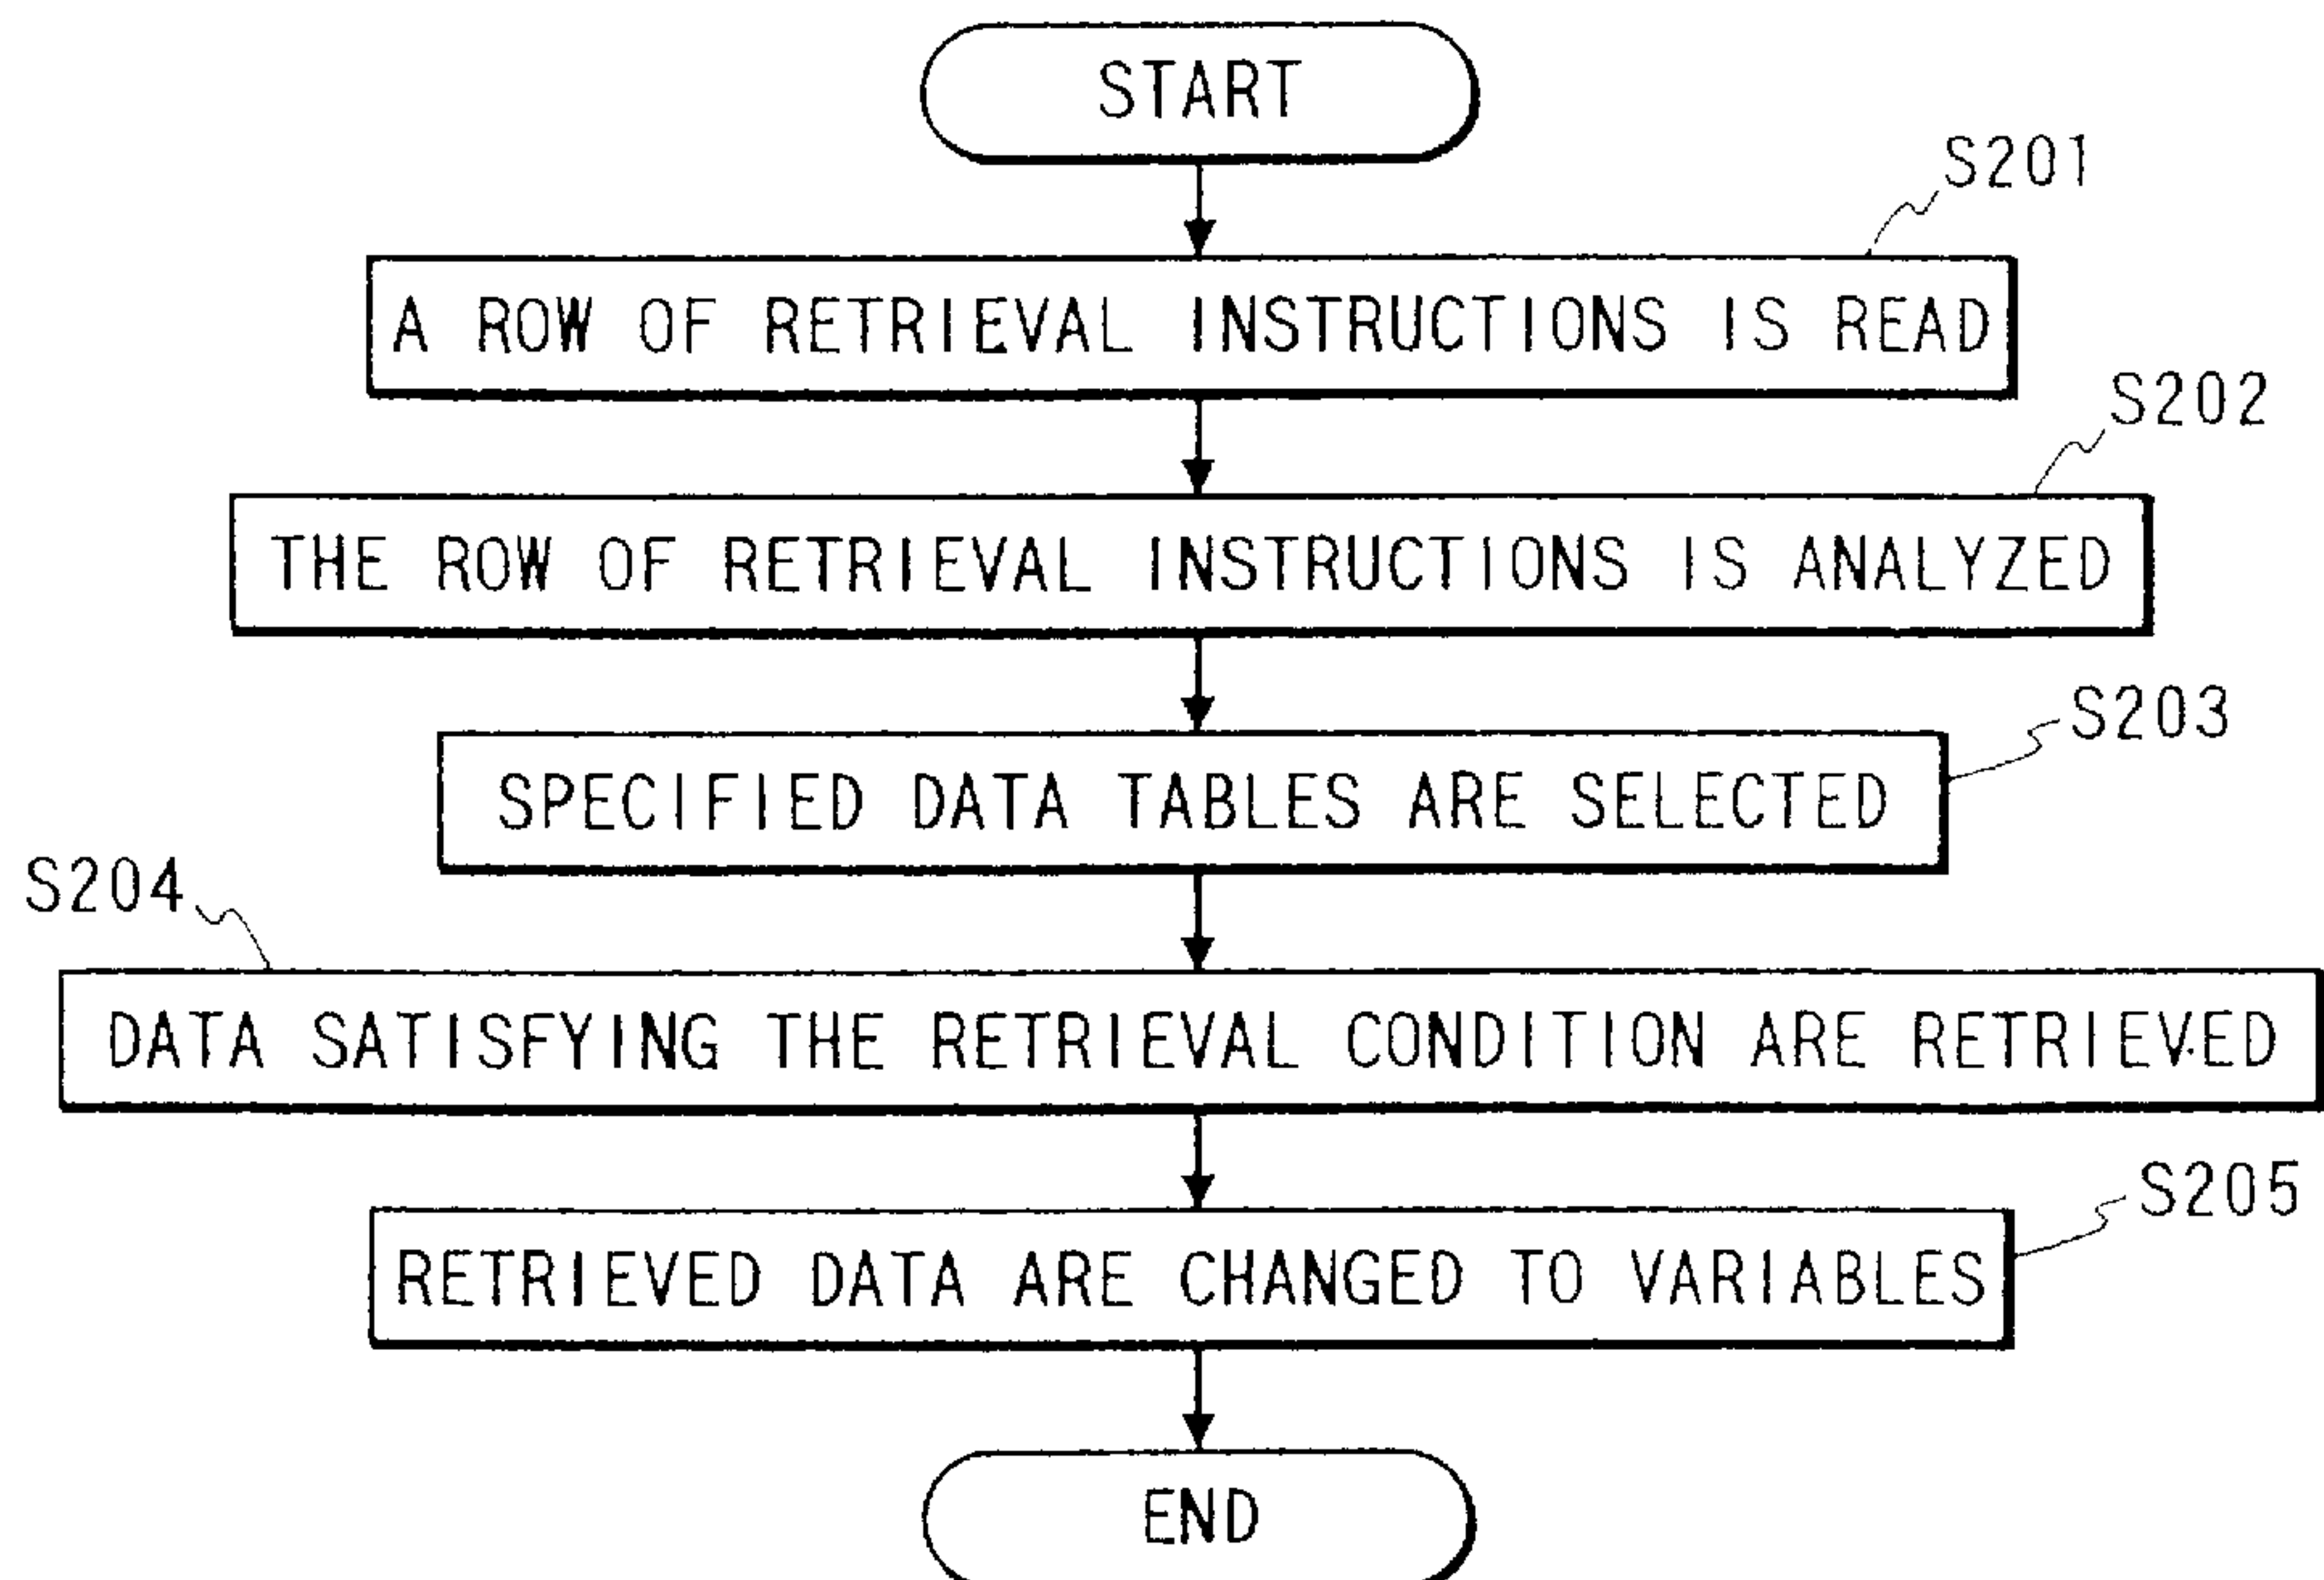 START
S201
A ROW OF RETRIEVAL INSTRUCTIONS IS READ
S202
THE ROW OF RETRIEVAL INSTRUCTIONS IS ANALYZED
S203
SPECIFIED DATA TABLES ARE SELECTED
S204
DATA SATISFYING THE RETRIEVAL CONDITION ARE RETRIEVED
S205
RETRIEVED DATA ARE CHANGED TO VARIABLES
END